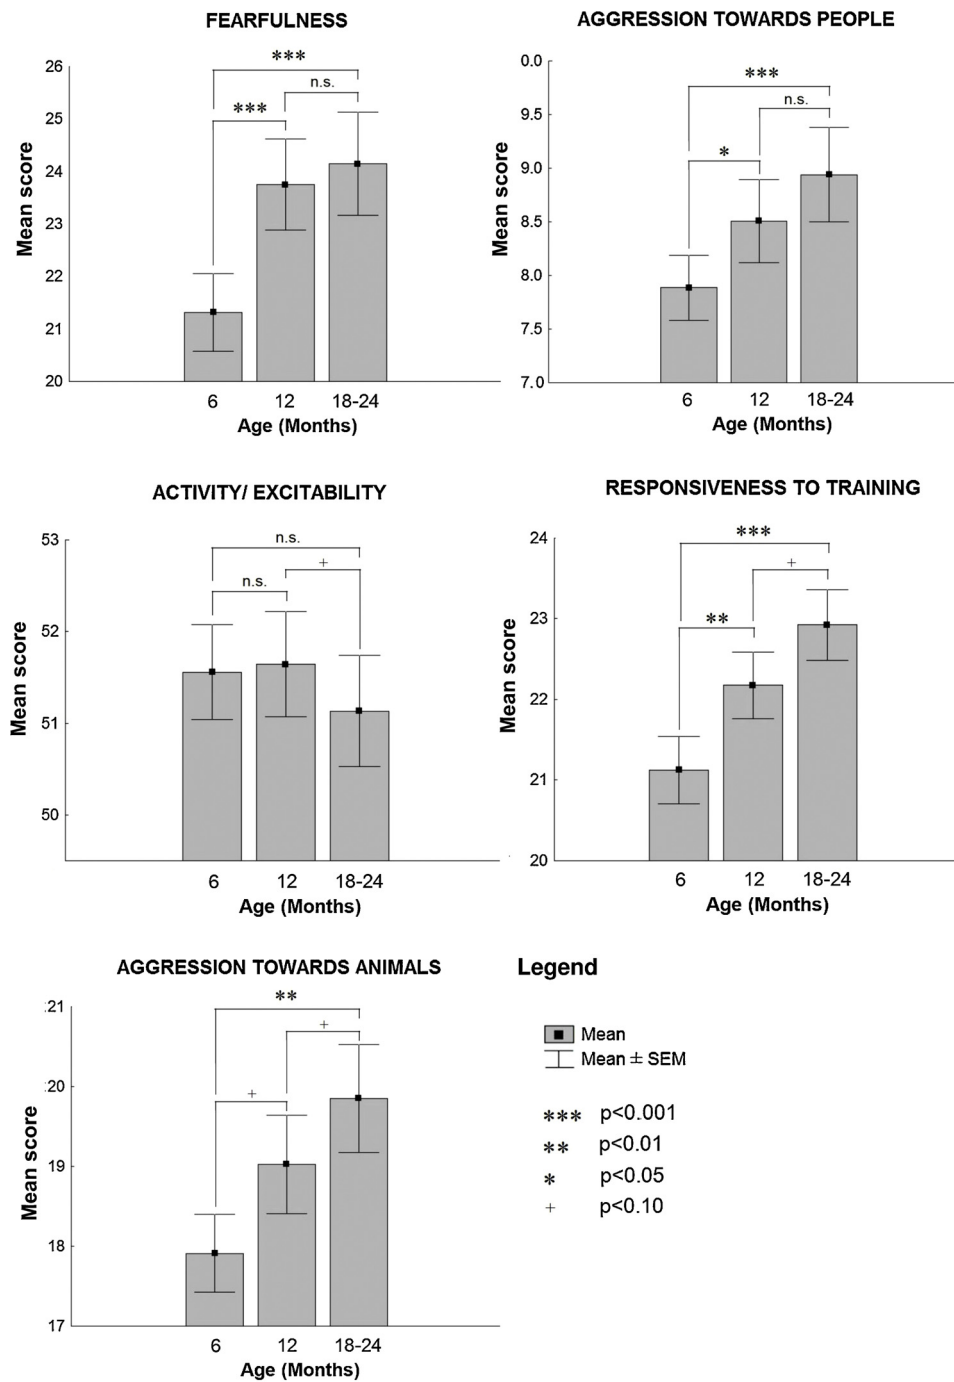 FEARFULNESS
***
n.s.
***
26
25
24
23
22
21
20
Mean score
6 12 18-24
Age (Months)
AGGRESSION TOWARDS PEOPLE
***
n.s.
*
0.0
9.5
9.0
8.5
8.0
7.5
7.0
Mean score
6 12 18-24
Age (Months)
ACTIVITY/ EXCITABILITY
n.s.
+
n.s.
53
52
51
50
Mean score
6 12 18-24
Age (Months)
RESPONSIVENESS TO TRAINING
***
+
**
24
23
22
21
20
Mean score
6 12 18-24
Age (Months)
AGGRESSION TOWARDS ANIMALS
**
+
+
21
20
19
18
17
Mean score
6 12 18-24
Age (Months)
Legend
Mean
Mean ± SEM
*** p<0.001
** p<0.01
* p<0.05
+ p<0.10